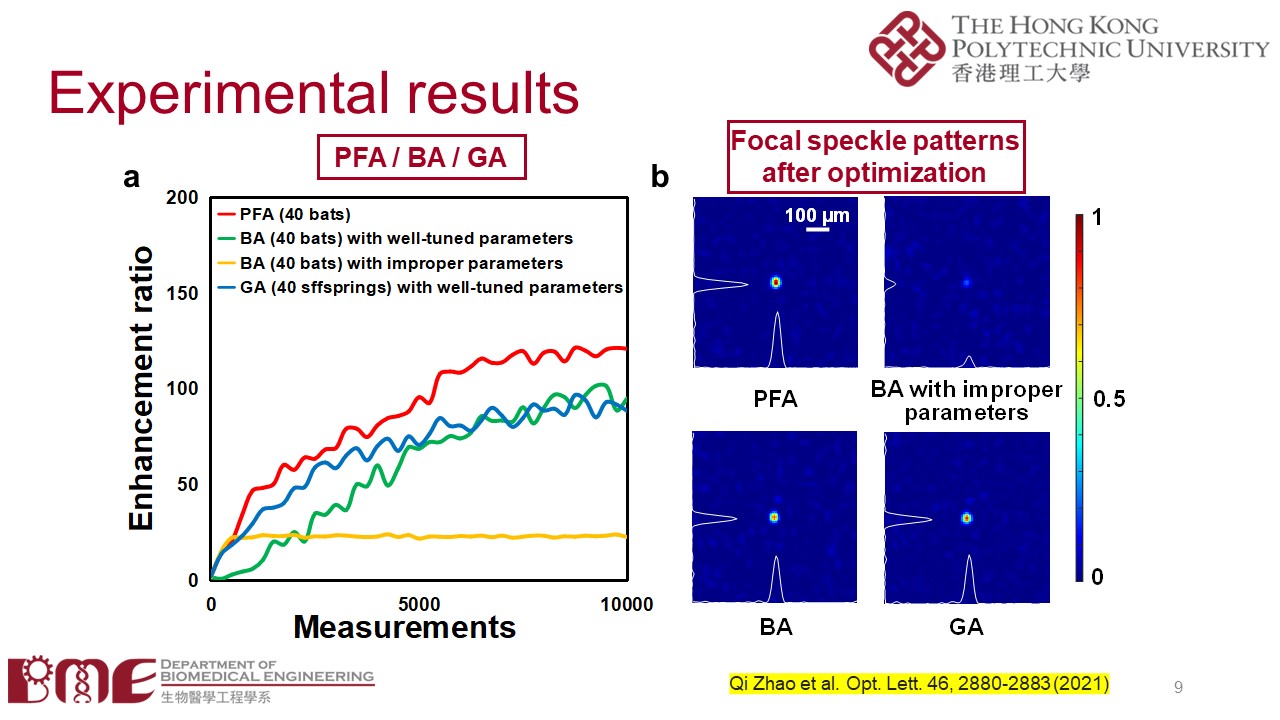 THE HONG KONG
POLYTECHNIC UNIVERSITY
香港理工大學
Experimental results
PFA / BA / GA
Focal speckle patterns
after optimization
a
b
200
150
100
50
0
Enhancement ratio
PFA (40 bats)
BA (40 bats) with well-tuned parameters
BA (40 bats) with improper parameters
GA (40 sffsprings) with well-tuned parameters
0
5000
10000
Measurements
100 µm
PFA
BA with improper
parameters
BA
GA
1
0.5
0
BME
DEPARTMENT OF
BIOMEDICAL ENGINEERING
生物醫學工程學系
Qi Zhao et al. Opt. Lett. 46, 2880-2883 (2021)
9